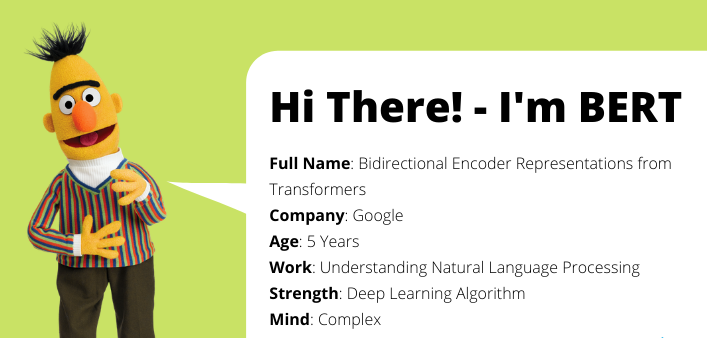 Hi There! - I'm BERT
Full Name: Bidirectional Encoder Representations from
Transformers
Company: Google
Age: 5 Years
Work: Understanding Natural Language Processing
Strength: Deep Learning Algorithm
Mind: Complex